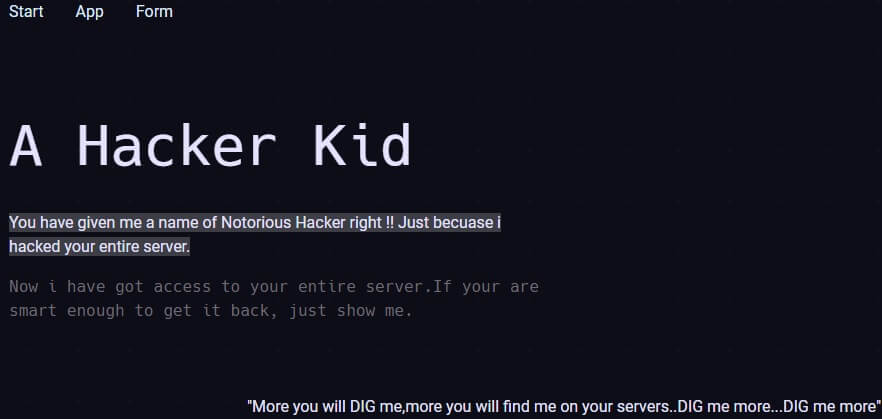 Start App Form
A Hacker Kid
You have given me a name of Notorious Hacker right !! Just becuase i
hacked your entire server.
Now i have got access to your entire server.If your are
smart enough to get it back, just show me.
"More you will DIG me,more you will find me on your servers..DIG me more...DIG me more"